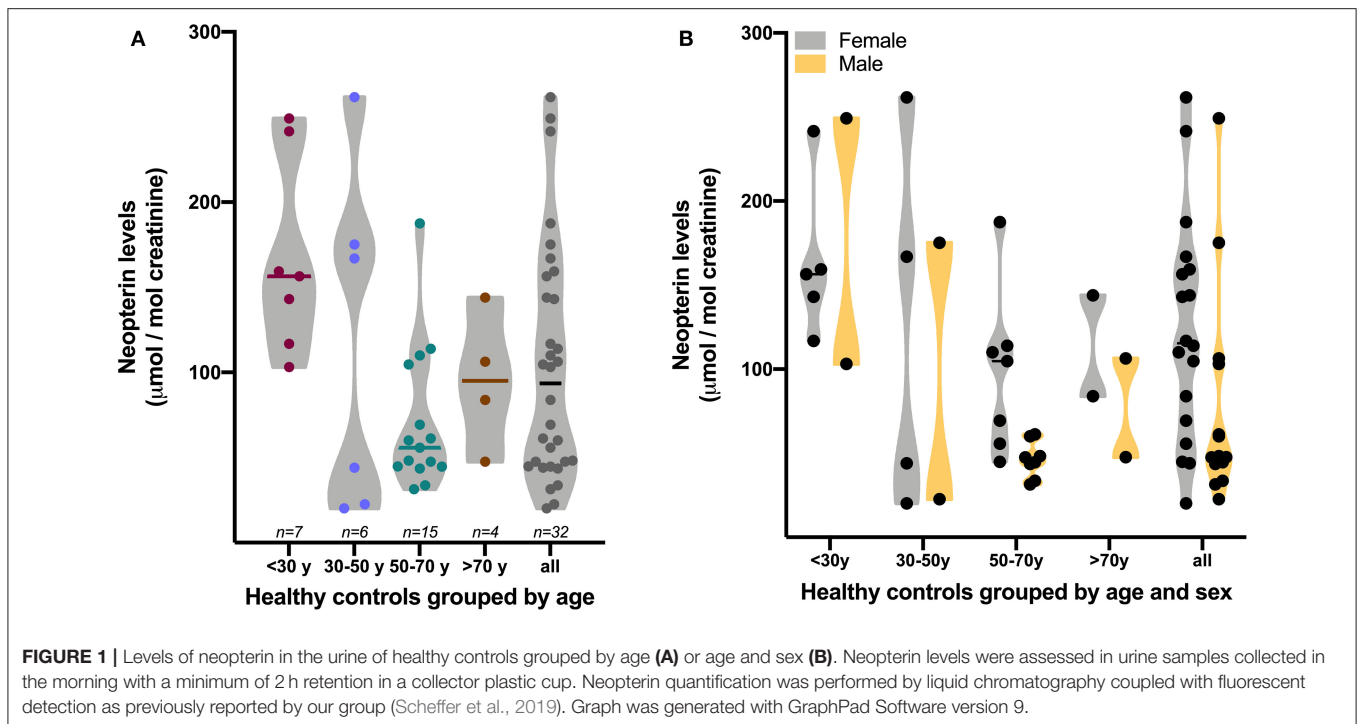 A
300
200
100
Neopterin levels
(μmol / mol creatinine)
n=7 n=6 n=15 n=4 n=32
<30 y 30-50 y 50-70 y >70 y all
Healthy controls grouped by age
B
300
200
100
Neopterin levels
(μmol / mol creatinine)
Female
Male
<30y 30-50y 50-70y >70y all
Healthy controls grouped by age and sex
FIGURE 1 | Levels of neopterin in the urine of healthy controls grouped by age (A) or age and sex (B). Neopterin levels were assessed in urine samples collected in
the morning with a minimum of 2 h retention in a collector plastic cup. Neopterin quantification was performed by liquid chromatography coupled with fluorescent
detection as previously reported by our group (Scheffer et al., 2019). Graph was generated with GraphPad Software version 9.